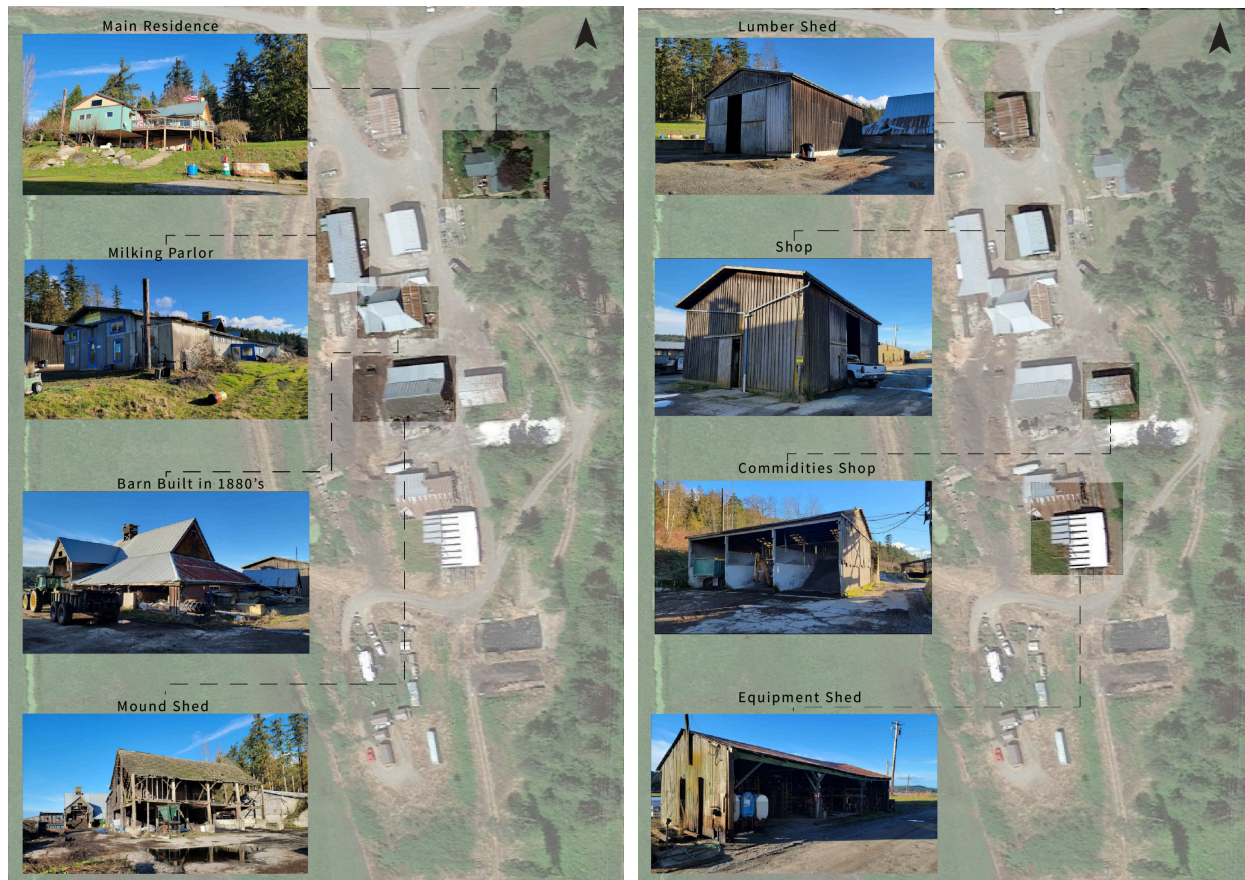 Main Residence
Milking Parlor
Barn Built in 1880's
Mound Shed
Lumber Shed
Shop
Commidities Shop
Equipment Shed